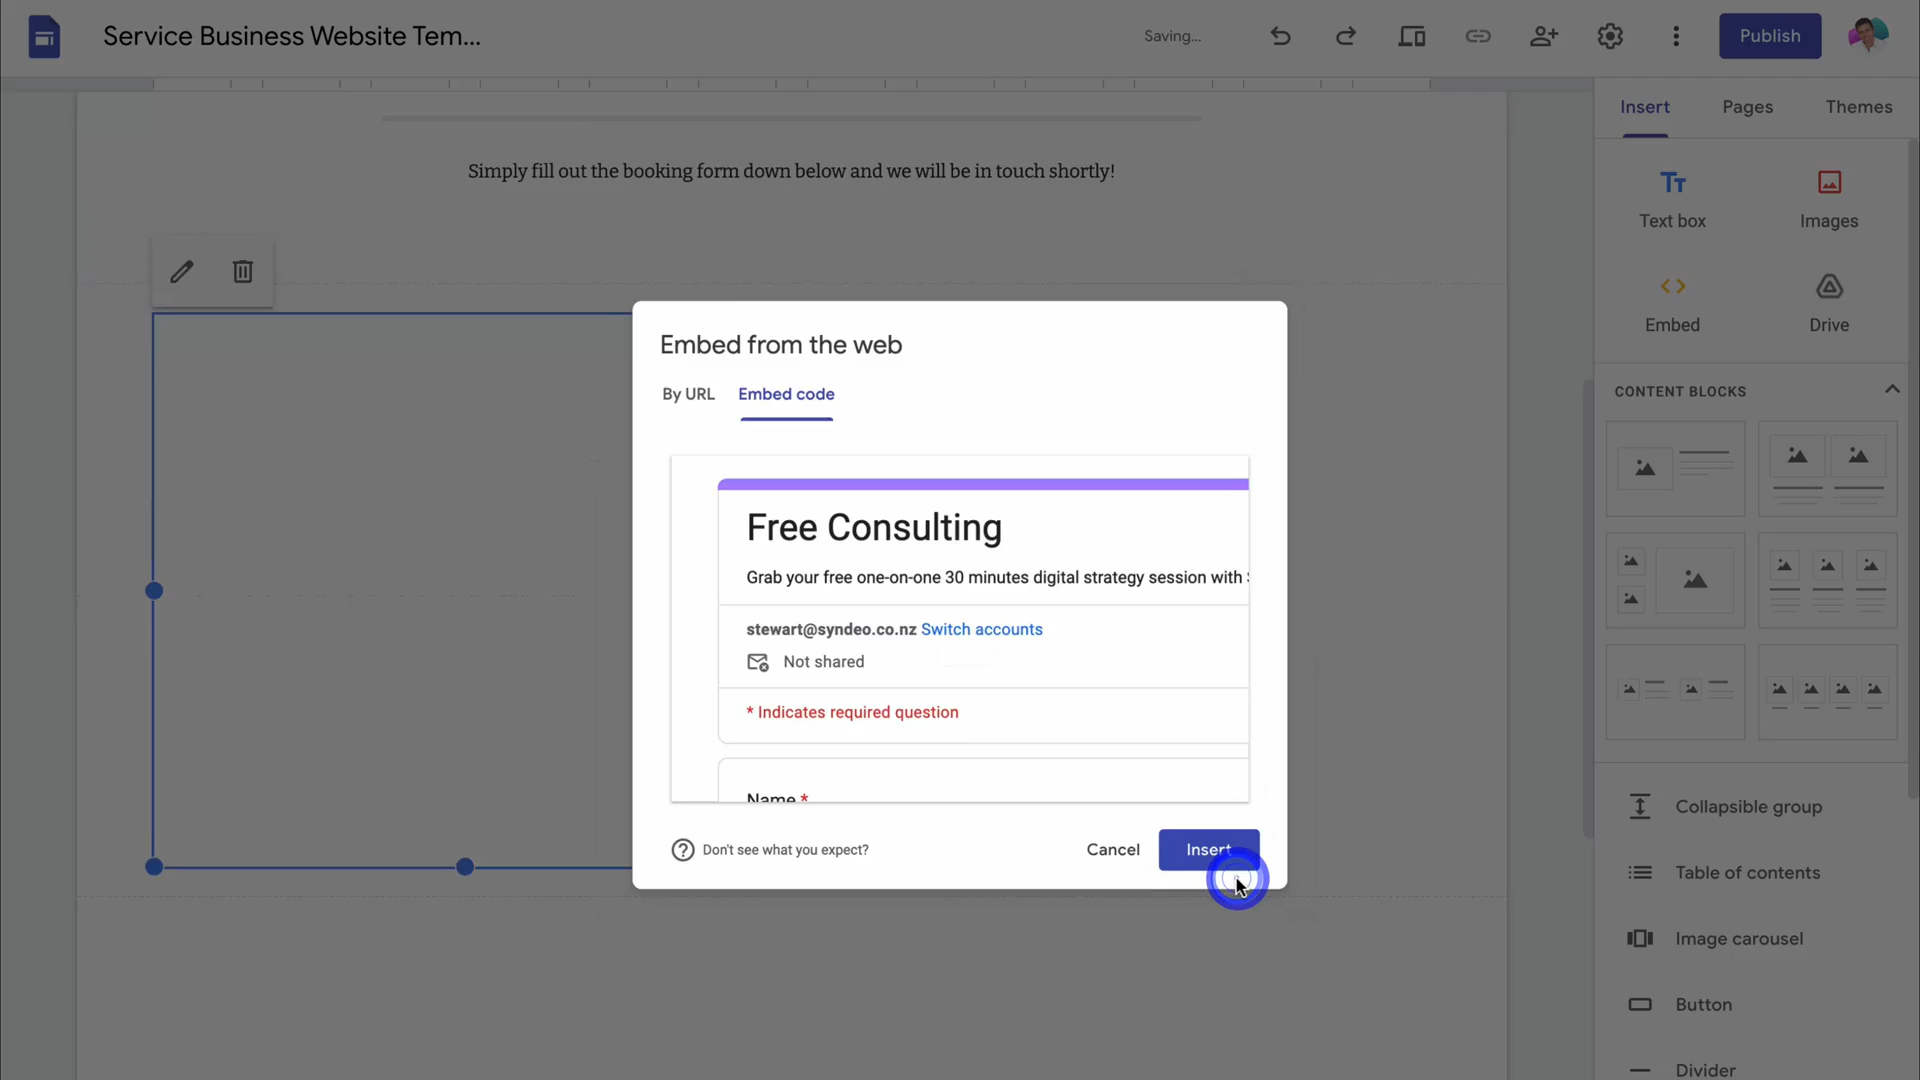 Service Business Website Tem...
Saving...
Publish
Insert
Pages
Themes
Simply fill out the booking form down below and we will be in touch shortly!
Text box
Images
Embed
Drive
CONTENT BLOCKS
Embed from the web
By URL
Embed code
Free Consulting
Grab your free one-on-one 30 minutes digital strategy session with
stewart@syndeo.co.nz Switch accounts
Not shared
* Indicates required question
Name *
Don't see what you expect?
Cancel
Insert
Collapsible group
Table of contents
Image carousel
Button
Divider